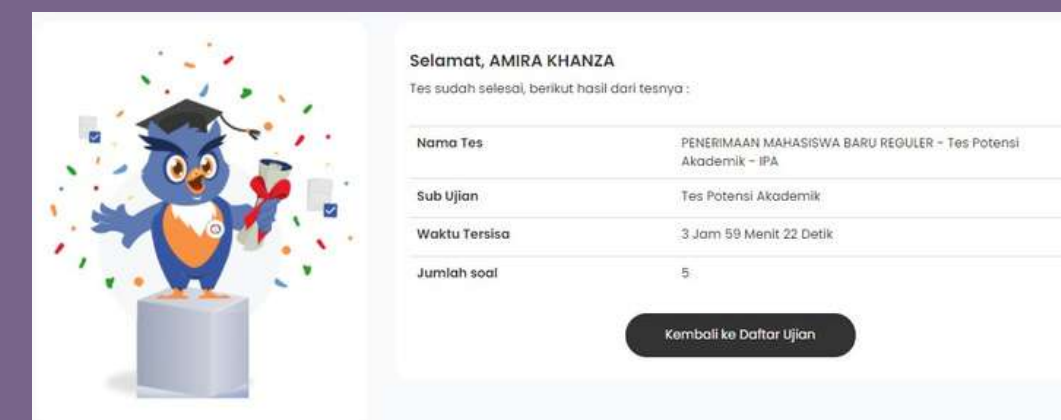 Selamat, AMIRA KHANZA
Tes sudah selesai, berikut hasil dari tesnya :
Nama Tes
PENERIMAAN MAHASISWA BARU REGULER - Tes Potensi
Akademik - IPA
Sub Ujian
Tes Potensi Akademik
Waktu Tersisa
3 Jam 59 Menit 22 Detik
Jumlah soal
5
Kembali ke Daftar Ujian